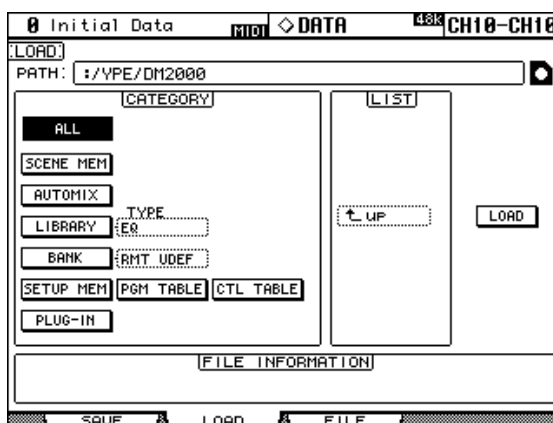 0 Initial Data MIDI ◇DATA 48K CH10-CH10
LOAD
PATH: :/YPE/DM2000
CATEGORY LIST
ALL
SCENE MEM
AUTOMIX
TYPE
LIBRARY EQ UP LOAD
BANK RMT UDEF
SETUP MEM PGM TABLE CTL TABLE
PLUG-IN
FILE INFORMATION
SAVE LOAD FILE